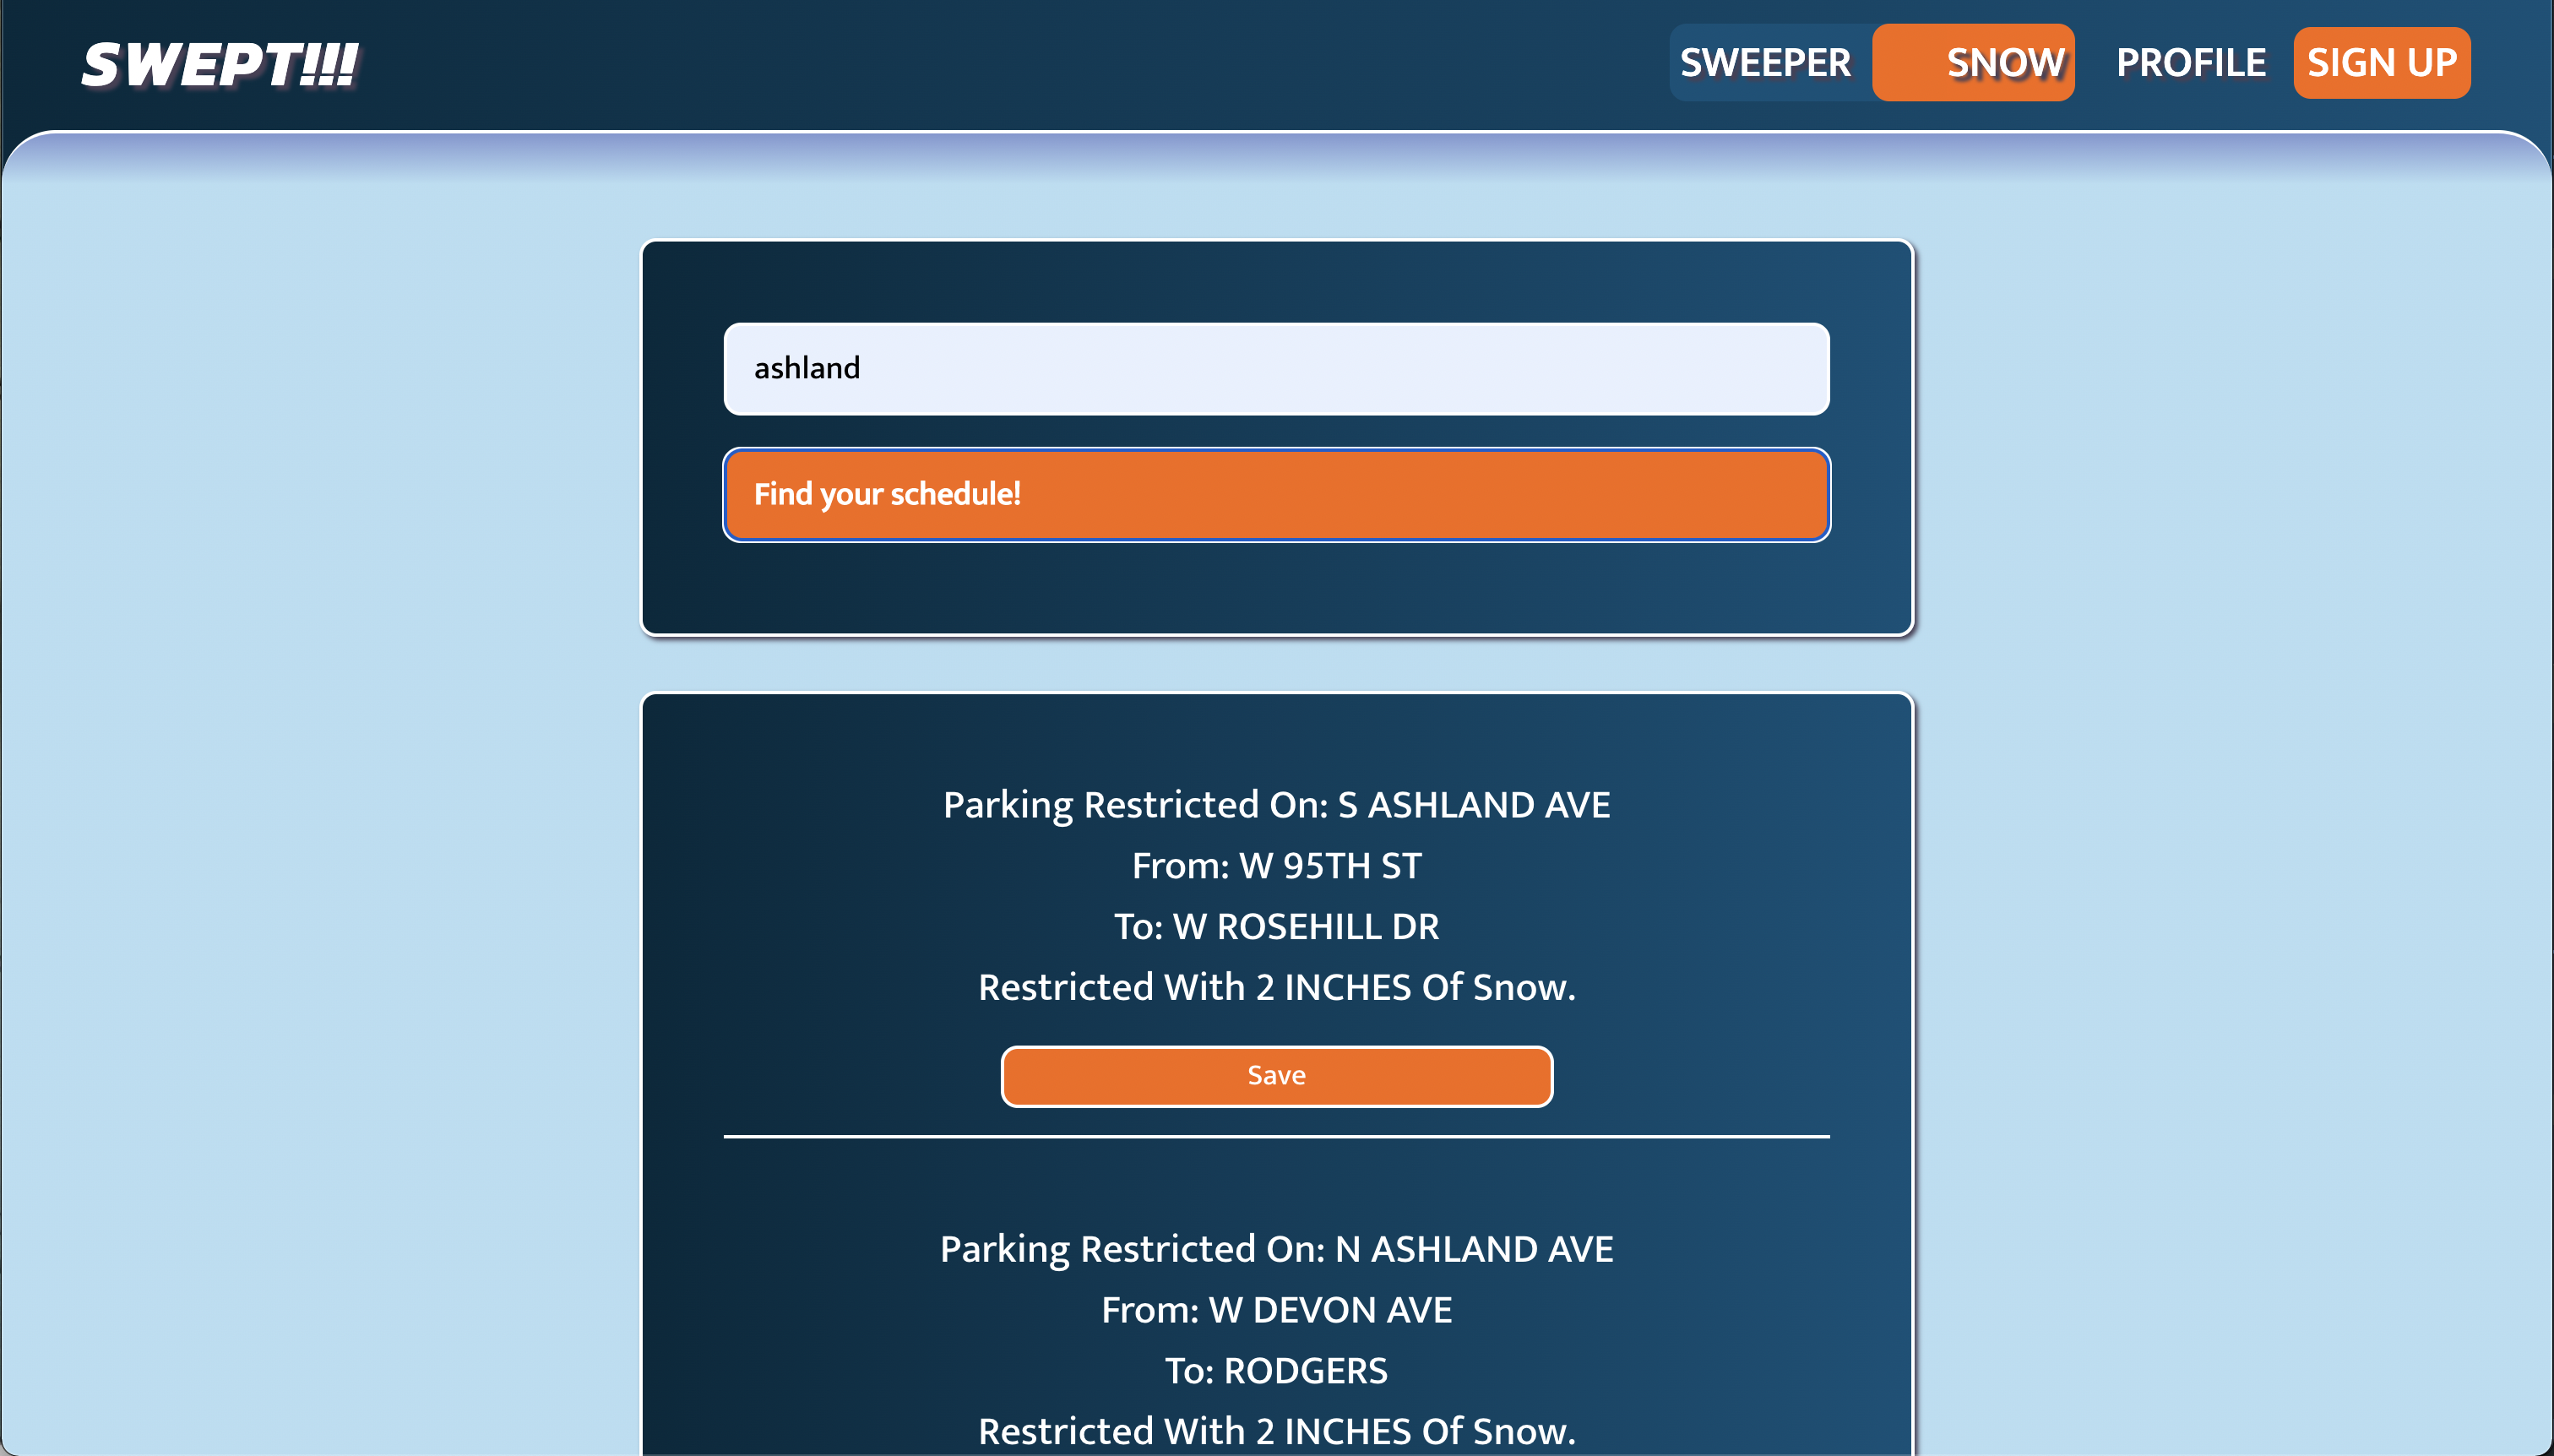 SWEPT!!!
SWEEPER SNOW PROFILE SIGN UP
ashland
Find your schedule!
Parking Restricted On: S ASHLAND AVE
From: W 95TH ST
To: W ROSEHILL DR
Restricted With 2 INCHES Of Snow.
Save
Parking Restricted On: N ASHLAND AVE
From: W DEVON AVE
To: RODGERS
Restricted With 2 INCHES Of Snow.